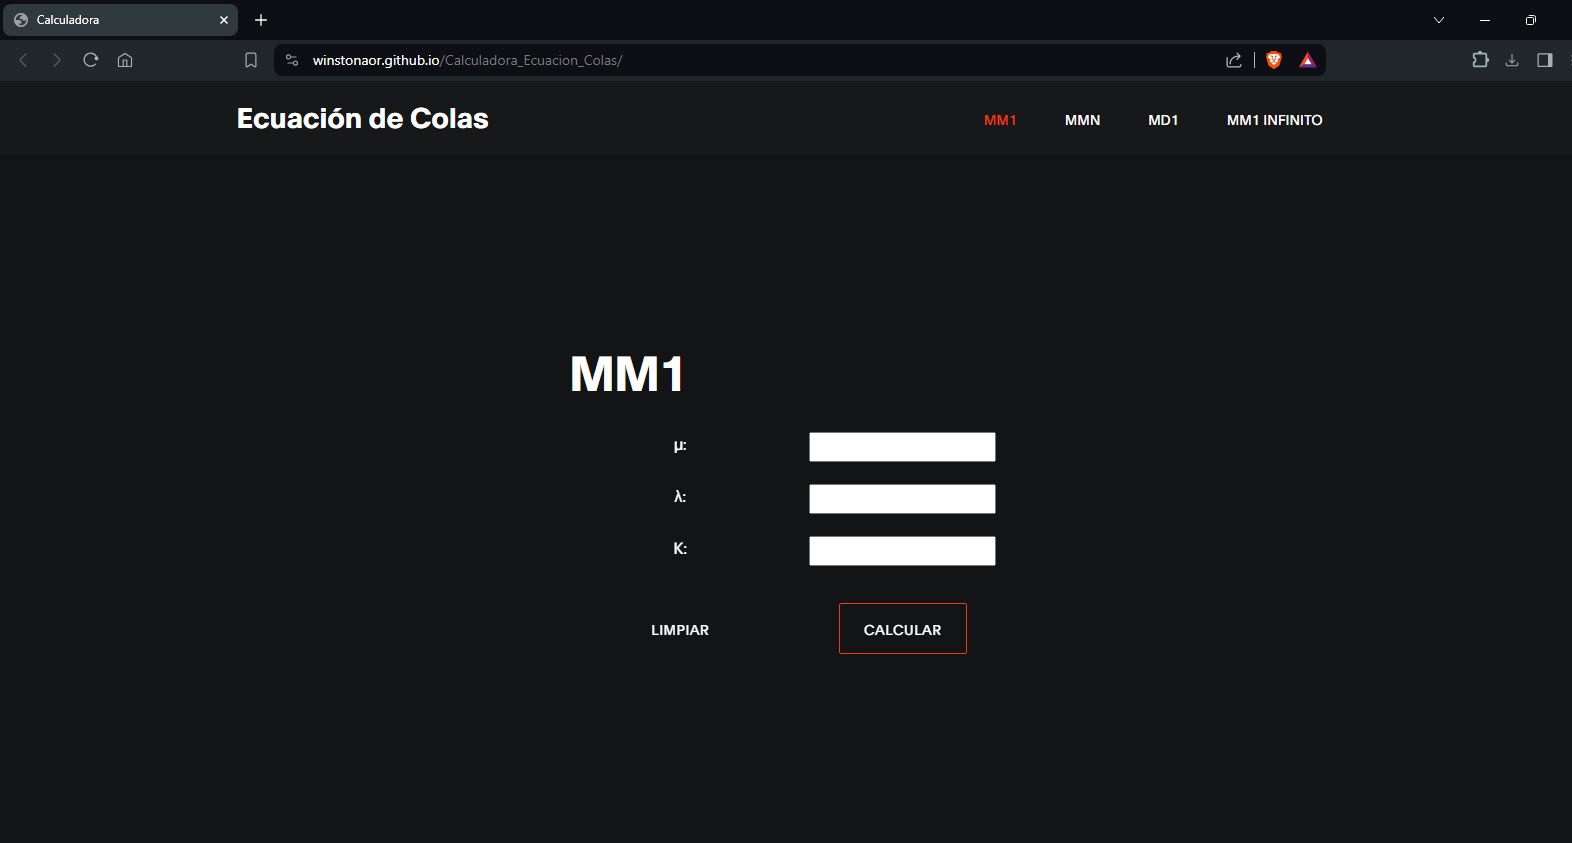 Calculadora
winstonaor.github.io/Calculadora_Ecuacion_Colas/
Ecuación de Colas
MM1 MMN MD1 MM1 INFINITO
MM1
μ:
λ:
K:
LIMPIAR CALCULAR